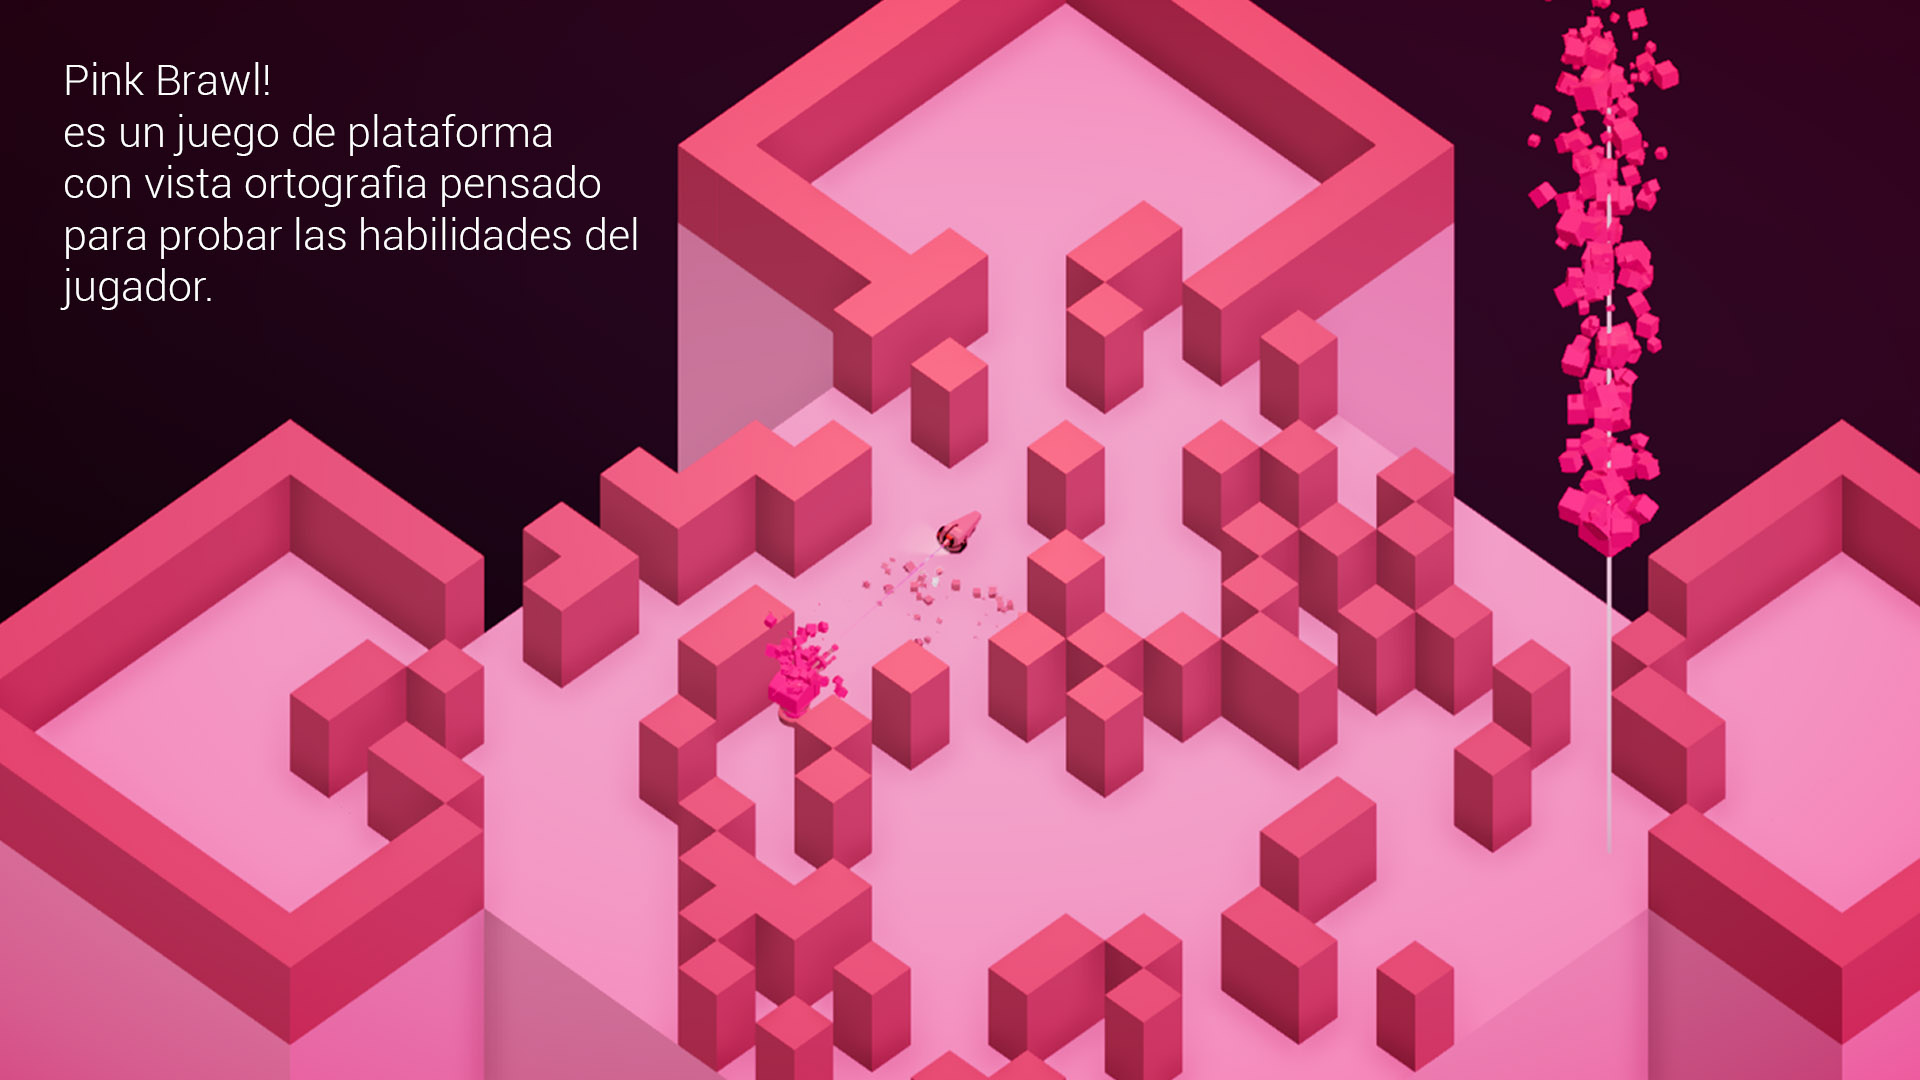 Pink Brawl!
es un juego de plataforma
con vista ortografia pensado
para probar las habilidades del
jugador.